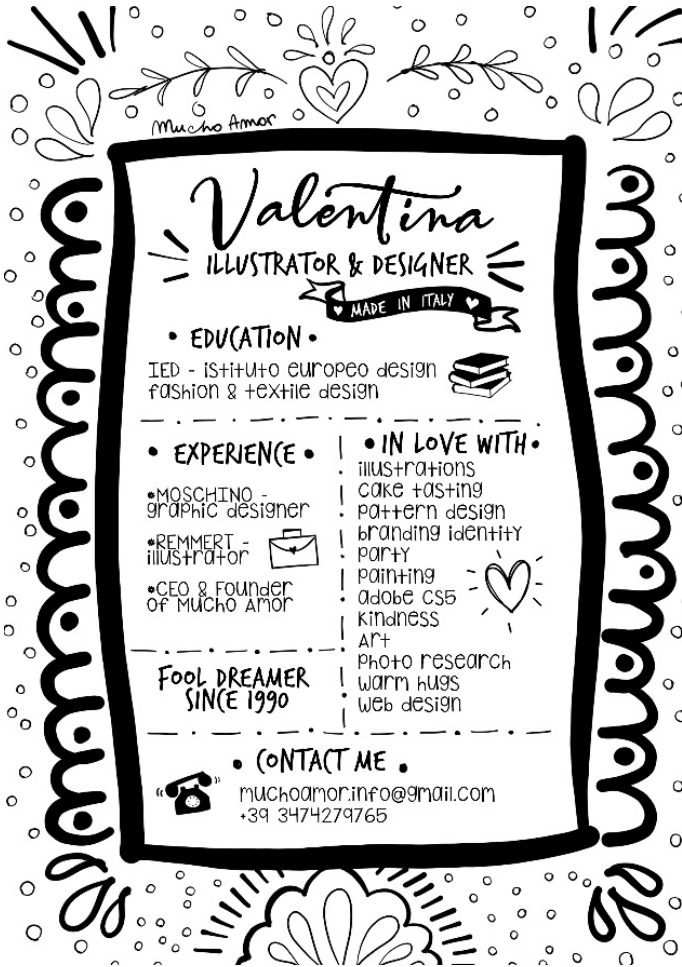 Mucho Amor
Valentina
ILLUSTRATOR & DESIGNER
MADE IN ITALY
• EDUCATION •
IED - istituto europeo design
fashion & textile design
• EXPERIENCE •
•MOSCHINO -
graphic designer
•REMMERT -
illustrator
•CEO & Founder
of Mucho Amor
FOOL DREAMER
SINCE 1990
• IN LOVE WITH •
illustrations
cake tasting
pattern design
branding identity
party
painting
adobe CS5
kindness
Art
photo research
warm hugs
web design
• CONTACT ME •
muchoamor.info@gmail.com
+39 3474279765